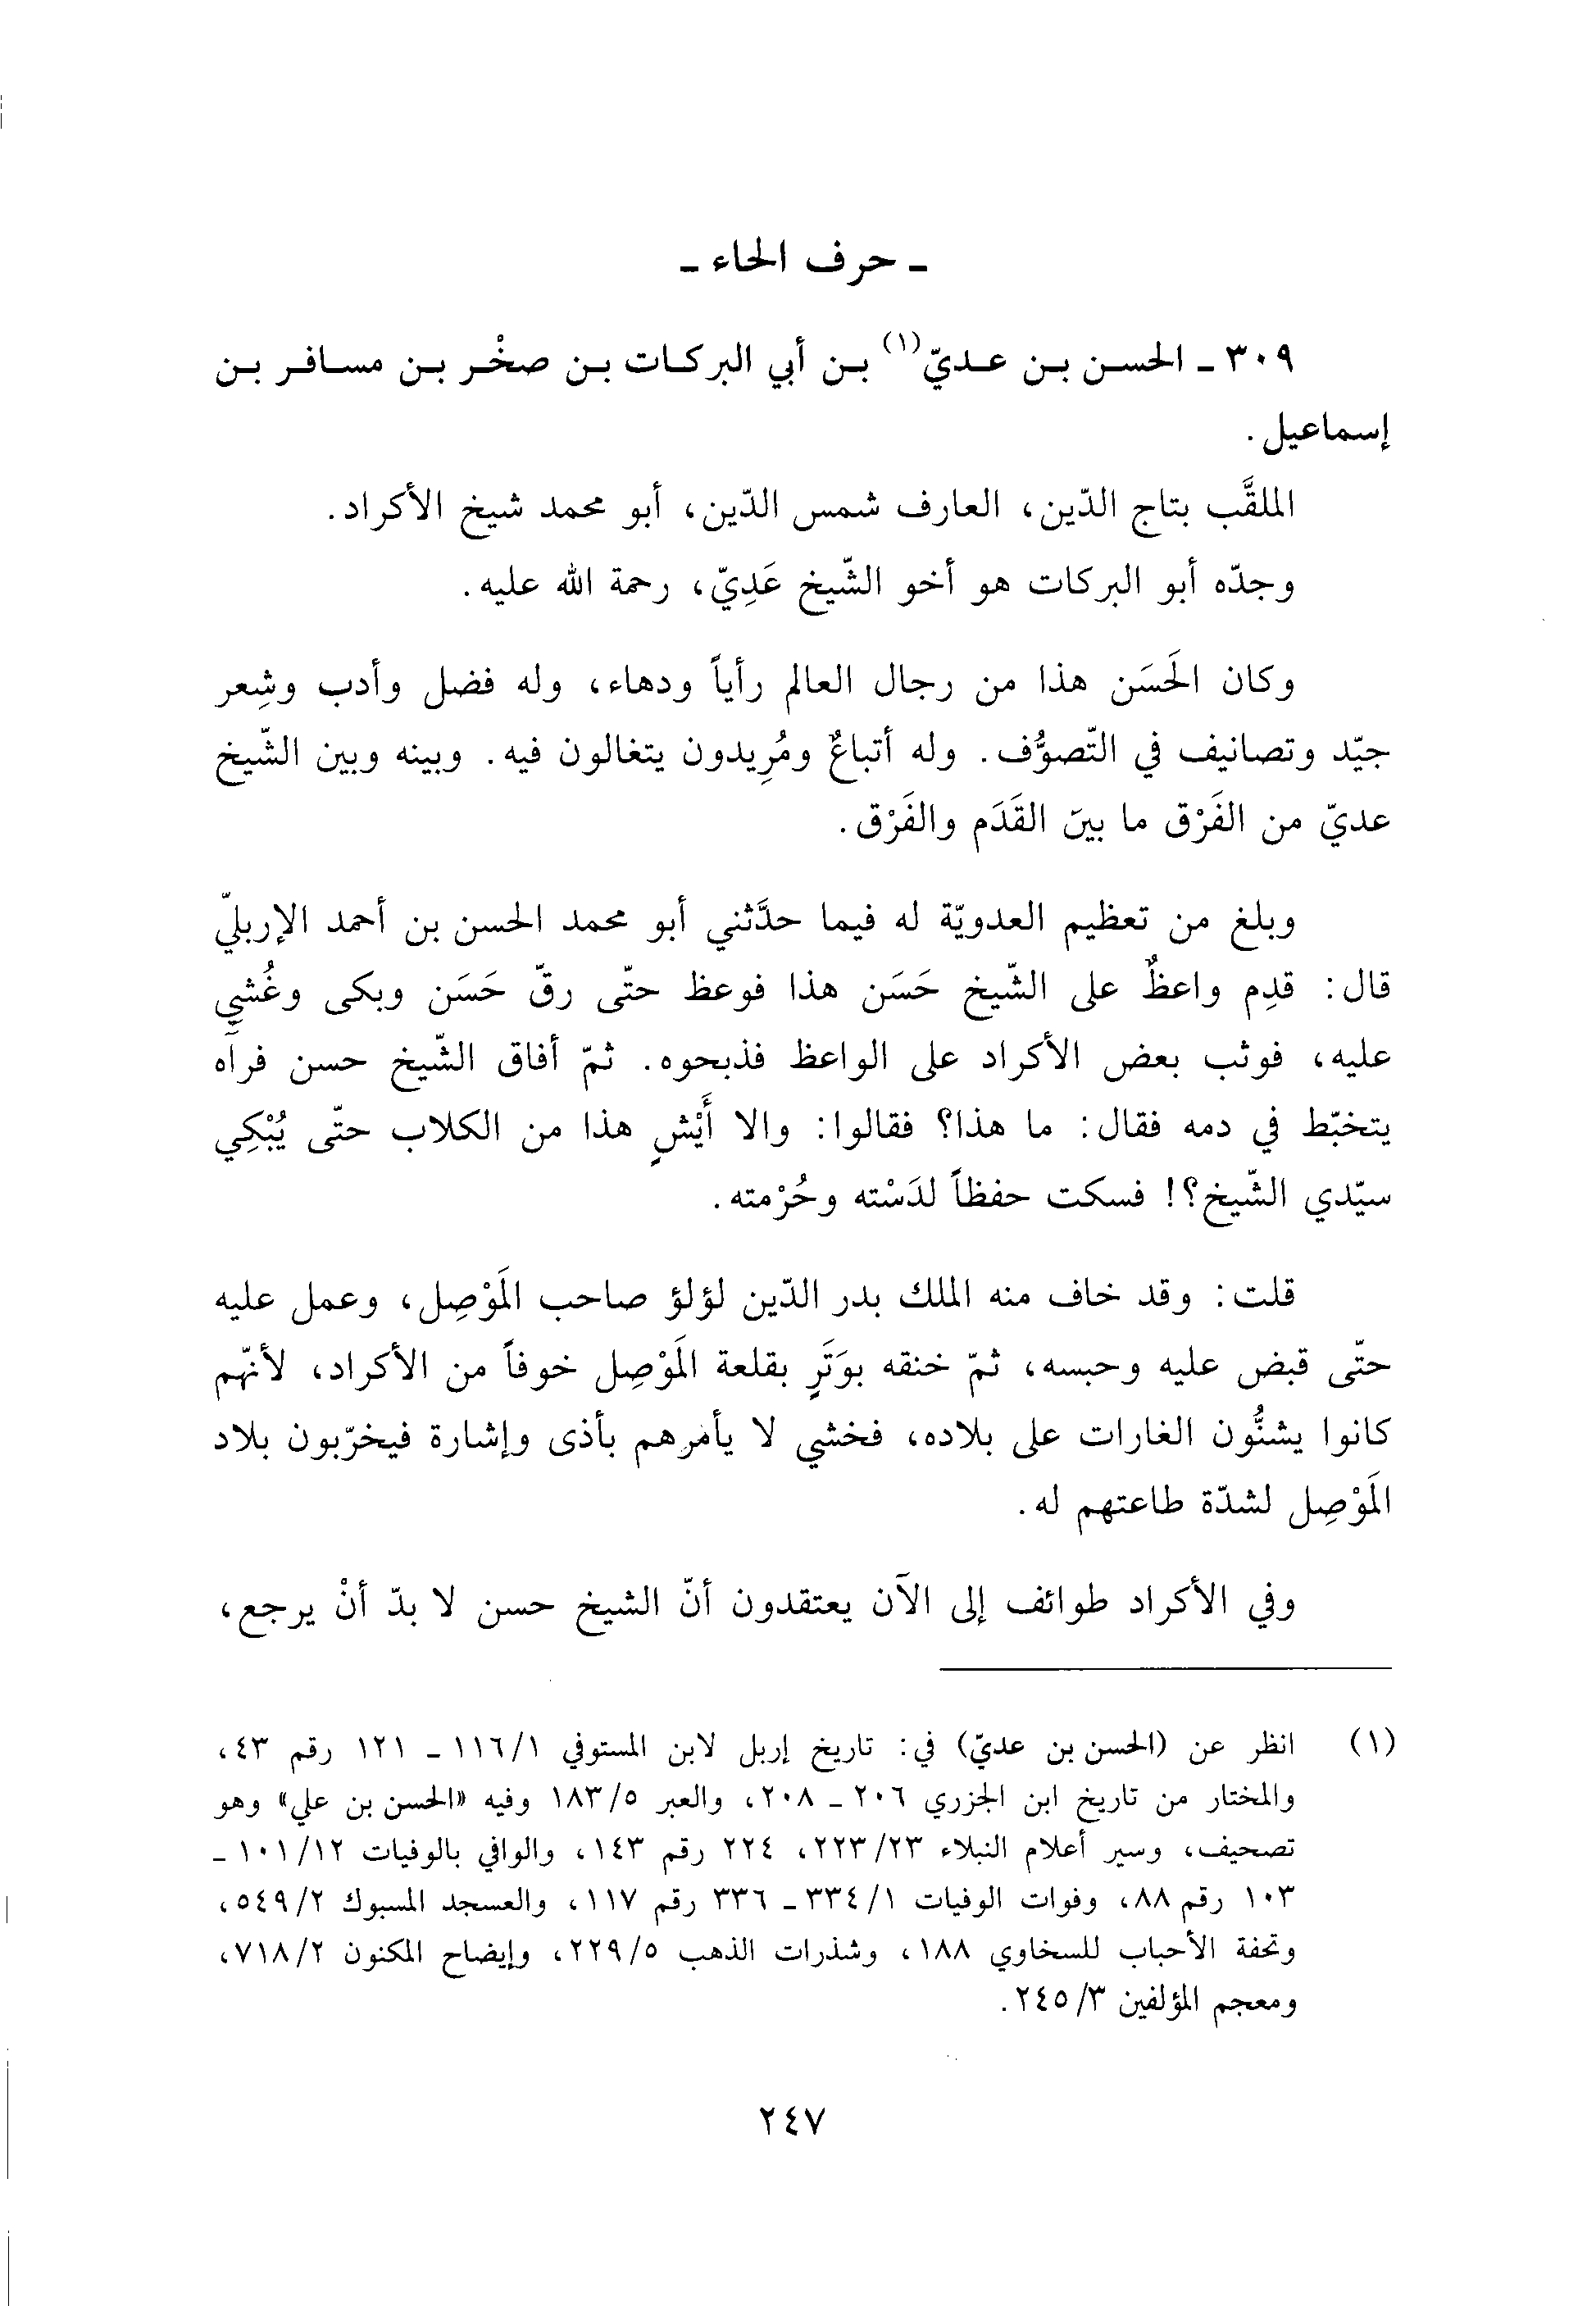 ـ حرف الحاء ـ
٣٠٩ ـ الحسن بن عديّ(١) بن أبي البركات بن صخْر بن مسافر بن
إسماعيل.
الملقَّب بتاج الدّين، العارف شمس الدّين، أبو محمد شيخ الأكراد.
وجدّه أبو البركات هو أخو الشّيخ عَدِيّ، رحمة الله عليه.
وكان الحَسَن هذا من رجال العالم رأياً ودهاء، وله فضل وأدب وشِعر
جيّد وتصانيف في التّصوُّف. وله أتباعٌ ومُرِيدون يتغالون فيه. وبينه وبين الشّيخ
عديّ من الفَرْق ما بين القَدَم والفَرْق.
وبلغ من تعظيم العدويّة له فيما حدَّثني أبو محمد الحسن بن أحمد الإربليّ
قال: قدِم واعظٌ على الشّيخ حَسَن هذا فوعظ حتّى رقّ حَسَن وبكى وغُشي
عليه، فوثب بعض الأكراد على الواعظ فذبحوه. ثمّ أفاق الشّيخ حسن فرآه
يتخبّط في دمه فقال: ما هذا؟ فقالوا: والا أَيْشٍ هذا من الكلاب حتّى يُبْكِي
سيّدي الشّيخ؟! فسكت حفظاً لدَسْته وحُرْمته.
قلت: وقد خاف منه الملك بدر الدّين لؤلؤ صاحب المَوْصِل، وعمل عليه
حتّى قبض عليه وحبسه، ثمّ خنقه بوَتَرٍ بقلعة المَوْصِل خوفاً من الأكراد، لأنّهم
كانوا يشنُّون الغارات على بلاده، فخشي لا يأمرهم بأذى وإشارة فيخرّبون بلاد
المَوْصِل لشدّة طاعتهم له.
وفي الأكراد طوائف إلى الآن يعتقدون أنّ الشيخ حسن لا بدّ أنْ يرجع،
(١) انظر عن (الحسن بن عديّ) في: تاريخ إربل لابن المستوفي ١/١١٦ ـ ١٢١ رقم ٤٣،
والمختار من تاريخ ابن الجزري ٢٠٦ ـ ٢٠٨، والعبر ٥/١٨٣ وفيه «الحسن بن علي» وهو
تصحيف، وسير أعلام النبلاء ٢٣/٢٢٣، ٢٢٤ رقم ١٤٣، والوافي بالوفيات ١٢/١٠١ ـ
١٠٣ رقم ٨٨، وفوات الوفيات ١/٣٣٤ ـ ٣٣٦ رقم ١١٧، والعسجد المسبوك ٢/٥٤٩،
وتحفة الأحباب للسخاوي ١٨٨، وشذرات الذهب ٥/٢٢٩، وإيضاح المكنون ٢/٧١٨،
ومعجم المؤلفين ٣/٢٤٥.
٢٤٧